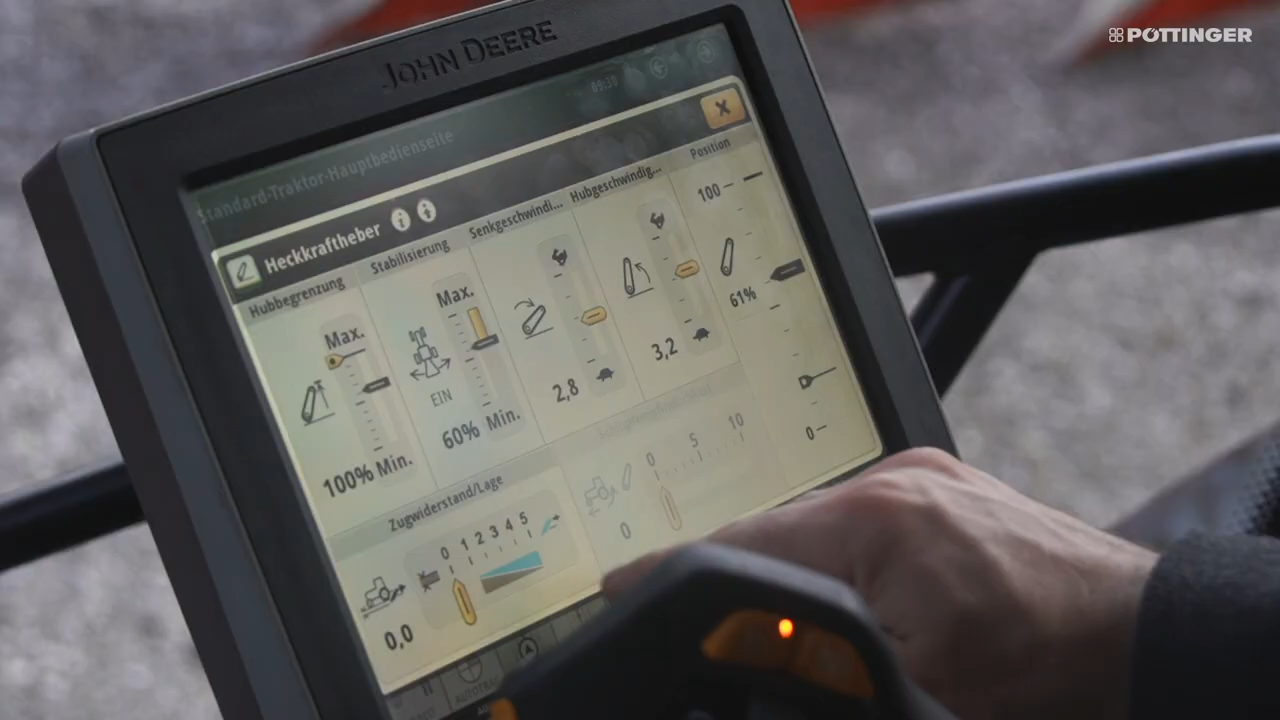 PÖTTINGER
JOHN DEERE
09:39
Standard-Traktor-Hauptbedienseite
Heckkraftheber
Hubbegrenzung
Stabilisierung
Senkgeschwindi...
Hubgeschwindig...
Position
Max.
100%
Min.
Max.
EIN
60%
Min.
2,8
3,2
100
61%
0
Zugwiderstand/Lage
0 1 2 3 4 5
0,0
0 5 10
0